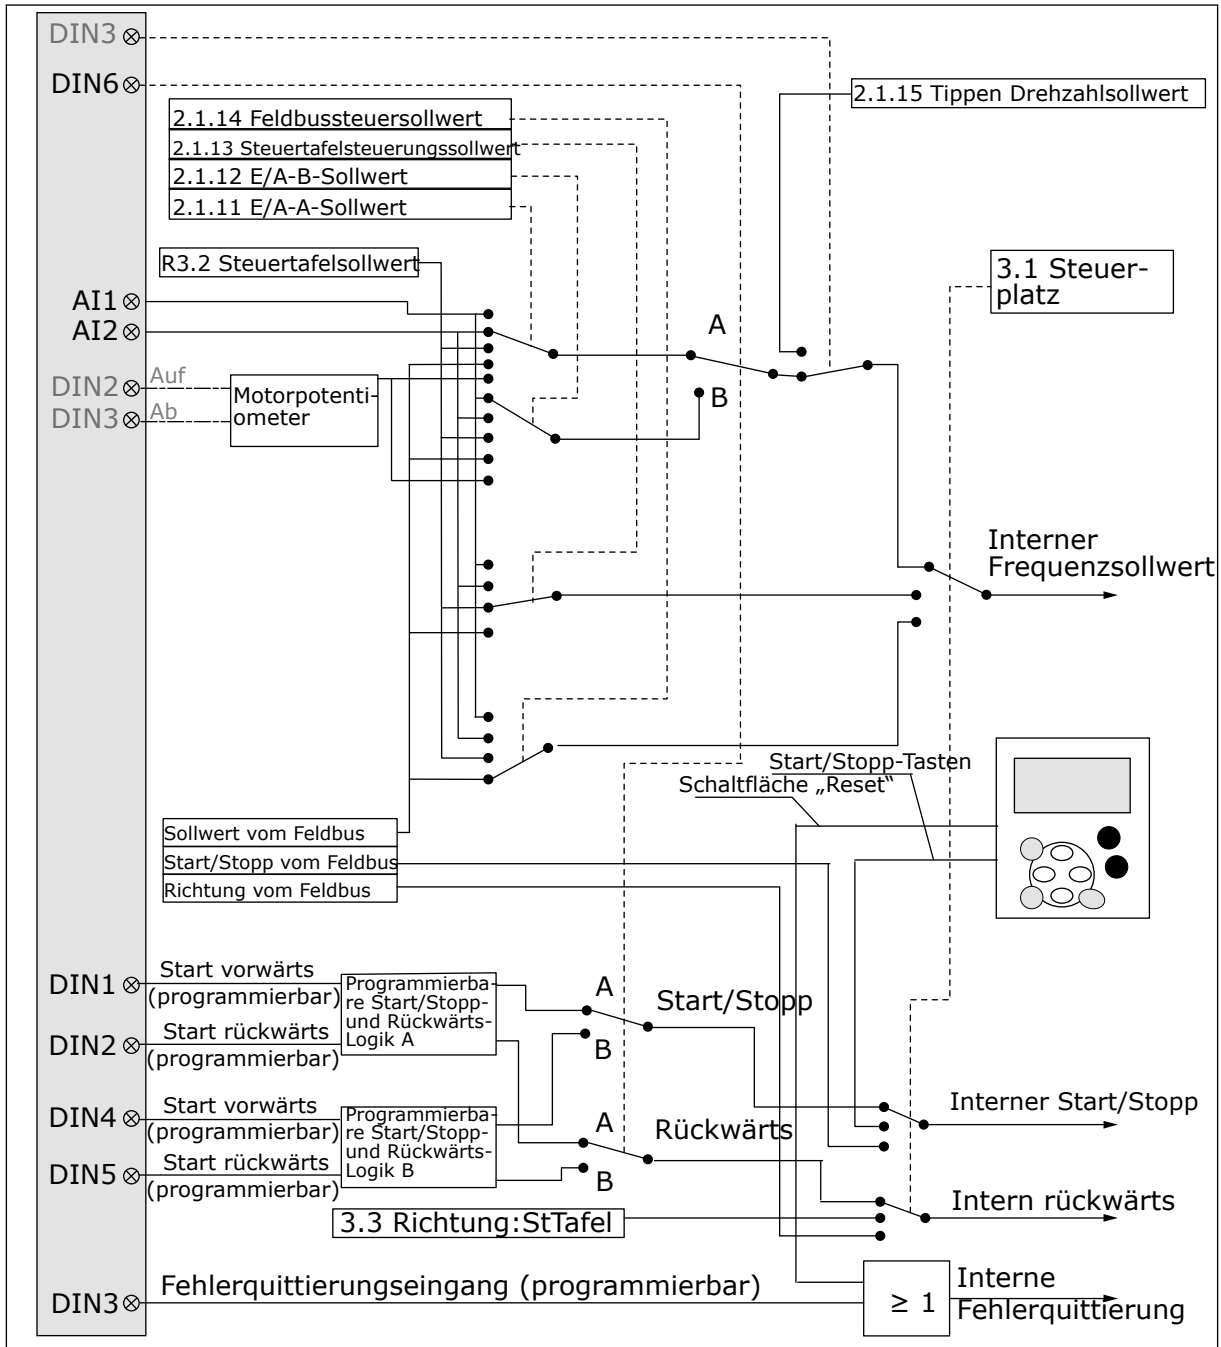 DIN3
DIN6
2.1.15 Tippen Drehzahlsollwert
2.1.14 Feldbussteuersollwert
2.1.13 Steuertafelsteuerungssollwert
2.1.12 E/A-B-Sollwert
2.1.11 E/A-A-Sollwert
R3.2 Steuertafelsollwert
3.1 Steuer-
platz
AI1
AI2
A
DIN2
Auf
DIN3
Ab
Motorpotenti-
ometer
B
Interner
Frequenzsollwert
Start/Stopp-Tasten
Schaltfläche „Reset“
Sollwert vom Feldbus
Start/Stopp vom Feldbus
Richtung vom Feldbus
DIN1
Start vorwärts
(programmierbar)
DIN2
Start rückwärts
(programmierbar)
Programmierba-
re Start/Stopp-
und Rückwärts-
Logik A
A
B
Start/Stopp
DIN4
Start vorwärts
(programmierbar)
DIN5
Start rückwärts
(programmierbar)
Programmierba-
re Start/Stopp-
und Rückwärts-
Logik B
A
B
Rückwärts
Interner Start/Stopp
3.3 Richtung:StTafel
Intern rückwärts
DIN3
Fehlerquittierungseingang (programmierbar)
≥ 1
Interne
Fehlerquittierung